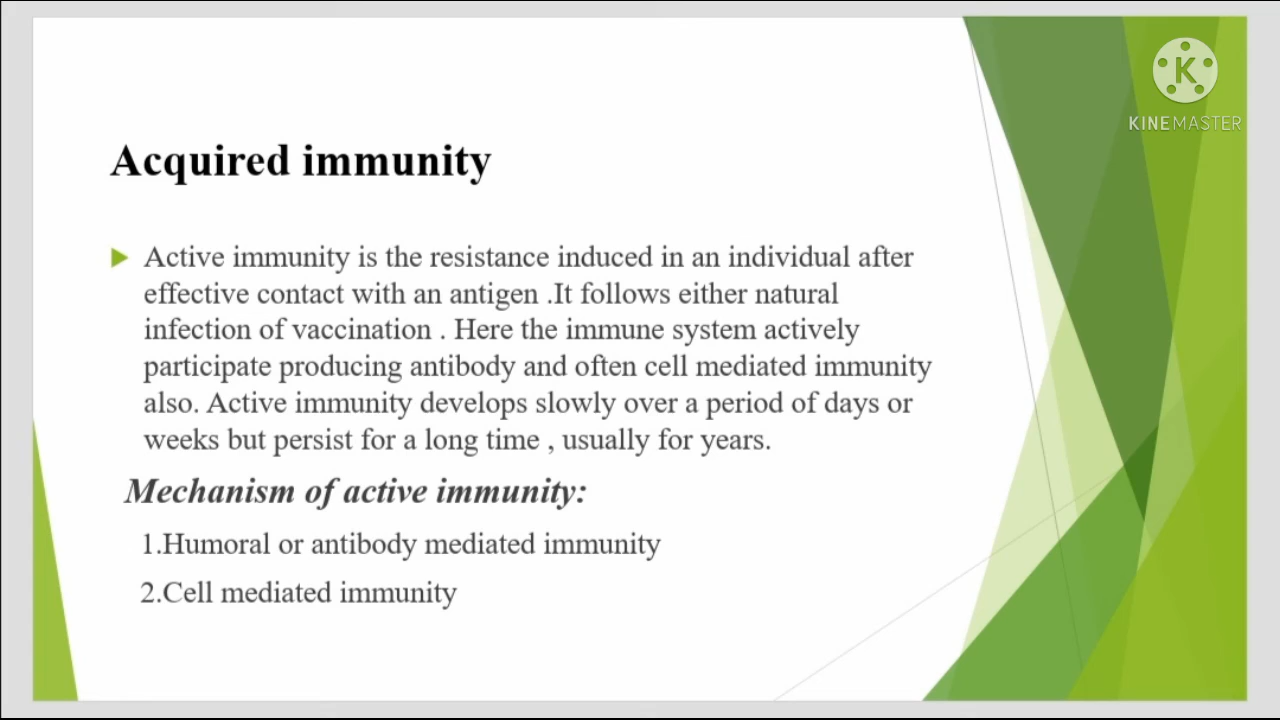 K
KINEMASTER
Acquired immunity
Active immunity is the resistance induced in an individual after
effective contact with an antigen .It follows either natural
infection of vaccination . Here the immune system actively
participate producing antibody and often cell mediated immunity
also. Active immunity develops slowly over a period of days or
weeks but persist for a long time , usually for years.
Mechanism of active immunity:
1.Humoral or antibody mediated immunity
2.Cell mediated immunity